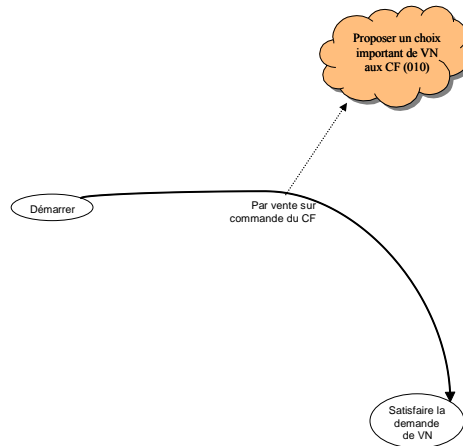 Proposer un choix
important de VN
aux CF (010)
Démarrer
Par vente sur
commande du CF
Satisfaire la
demande
de VN